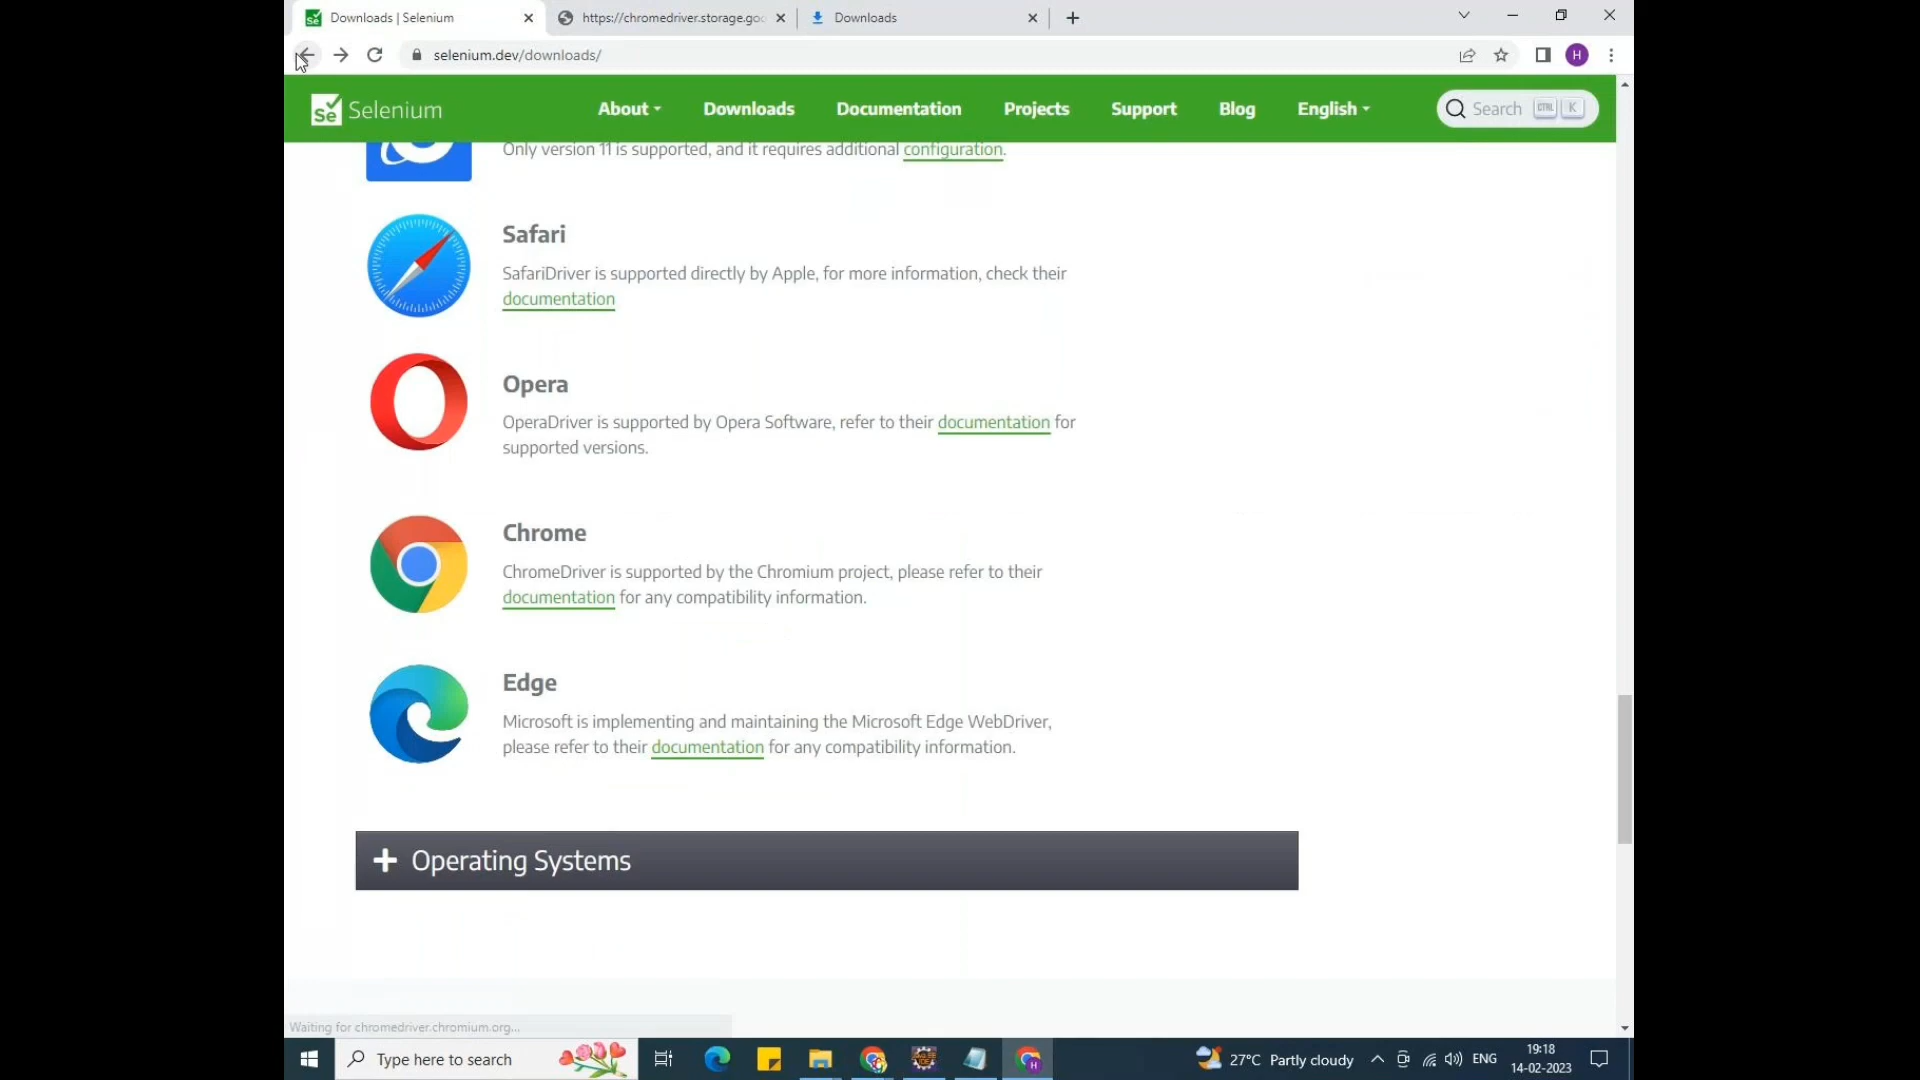 Downloads | Selenium
https://chromedriver.storage.goo
Downloads
selenium.dev/downloads/
H
Se Selenium
About
Downloads
Documentation
Projects
Support
Blog
English
Search CTRL K
Only version 11 is supported, and it requires additional configuration.
Safari
SafariDriver is supported directly by Apple, for more information, check their
documentation
Opera
OperaDriver is supported by Opera Software, refer to their documentation for
supported versions.
Chrome
ChromeDriver is supported by the Chromium project, please refer to their
documentation for any compatibility information.
Edge
Microsoft is implementing and maintaining the Microsoft Edge WebDriver,
please refer to their documentation for any compatibility information.
+ Operating Systems
Waiting for chromedriver.chromium.org...
Type here to search
27°C Partly cloudy
ENG
19:18
14-02-2023